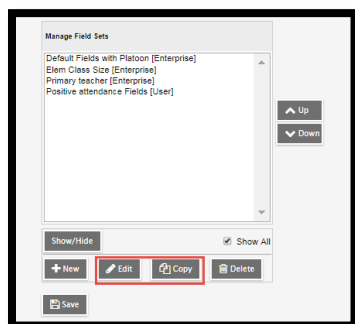 Manage Field Sets
Default Fields with Platoon [Enterprise]
Elem Class Size [Enterprise]
Primary teacher [Enterprise]
Positive attendance Fields [User]
Up
Down
Show/Hide
Show All
New
Edit
Copy
Delete
Save